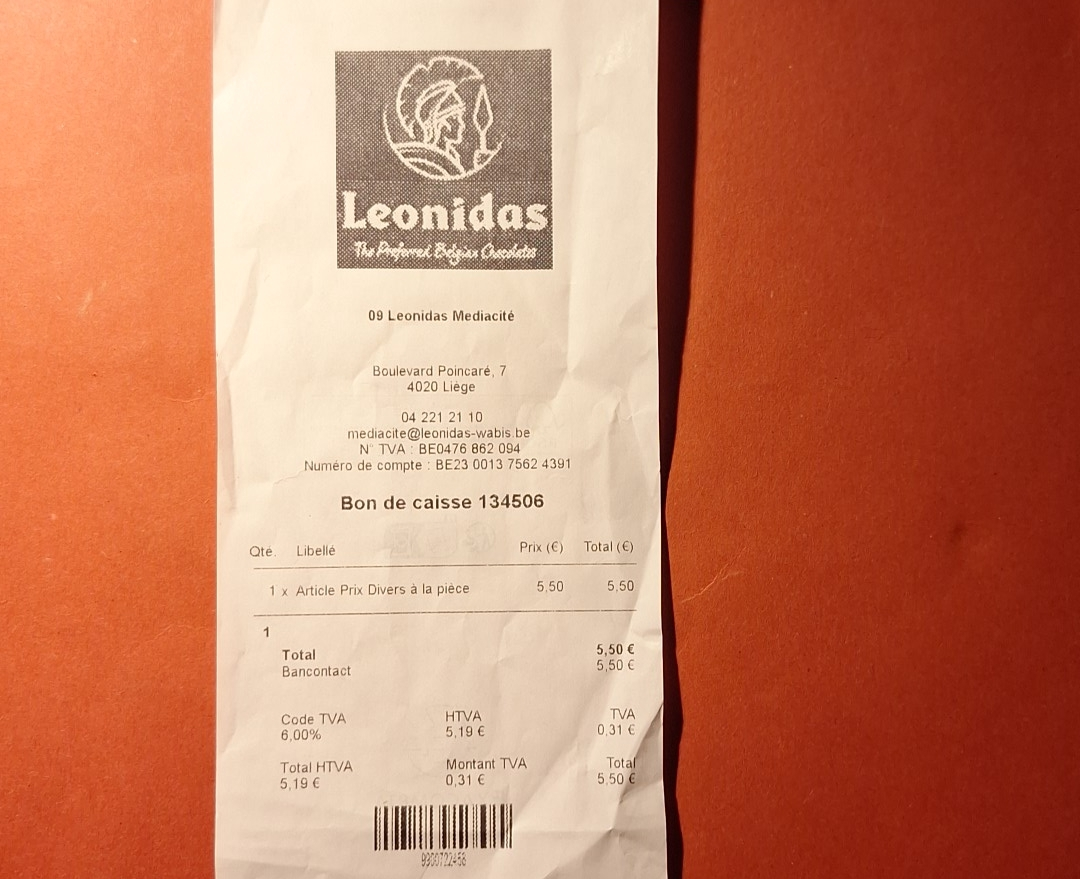 Leonidas
The Preferred Belgian Chocolates
09 Leonidas Mediacité
Boulevard Poincaré, 7
4020 Liège
04 221 21 10
mediacite@leonidas-wabis.be
N° TVA : BE0476 862 094
Numéro de compte : BE23 0013 7562 4391
Bon de caisse 134506
Qté. Libellé Prix (€) Total (€)
1 x Article Prix Divers à la pièce 5,50 5,50
1
Total 5,50 €
Bancontact 5,50 €
Code TVA HTVA TVA
6,00% 5,19 € 0,31 €
Total HTVA Montant TVA Total
5,19 € 0,31 € 5,50 €